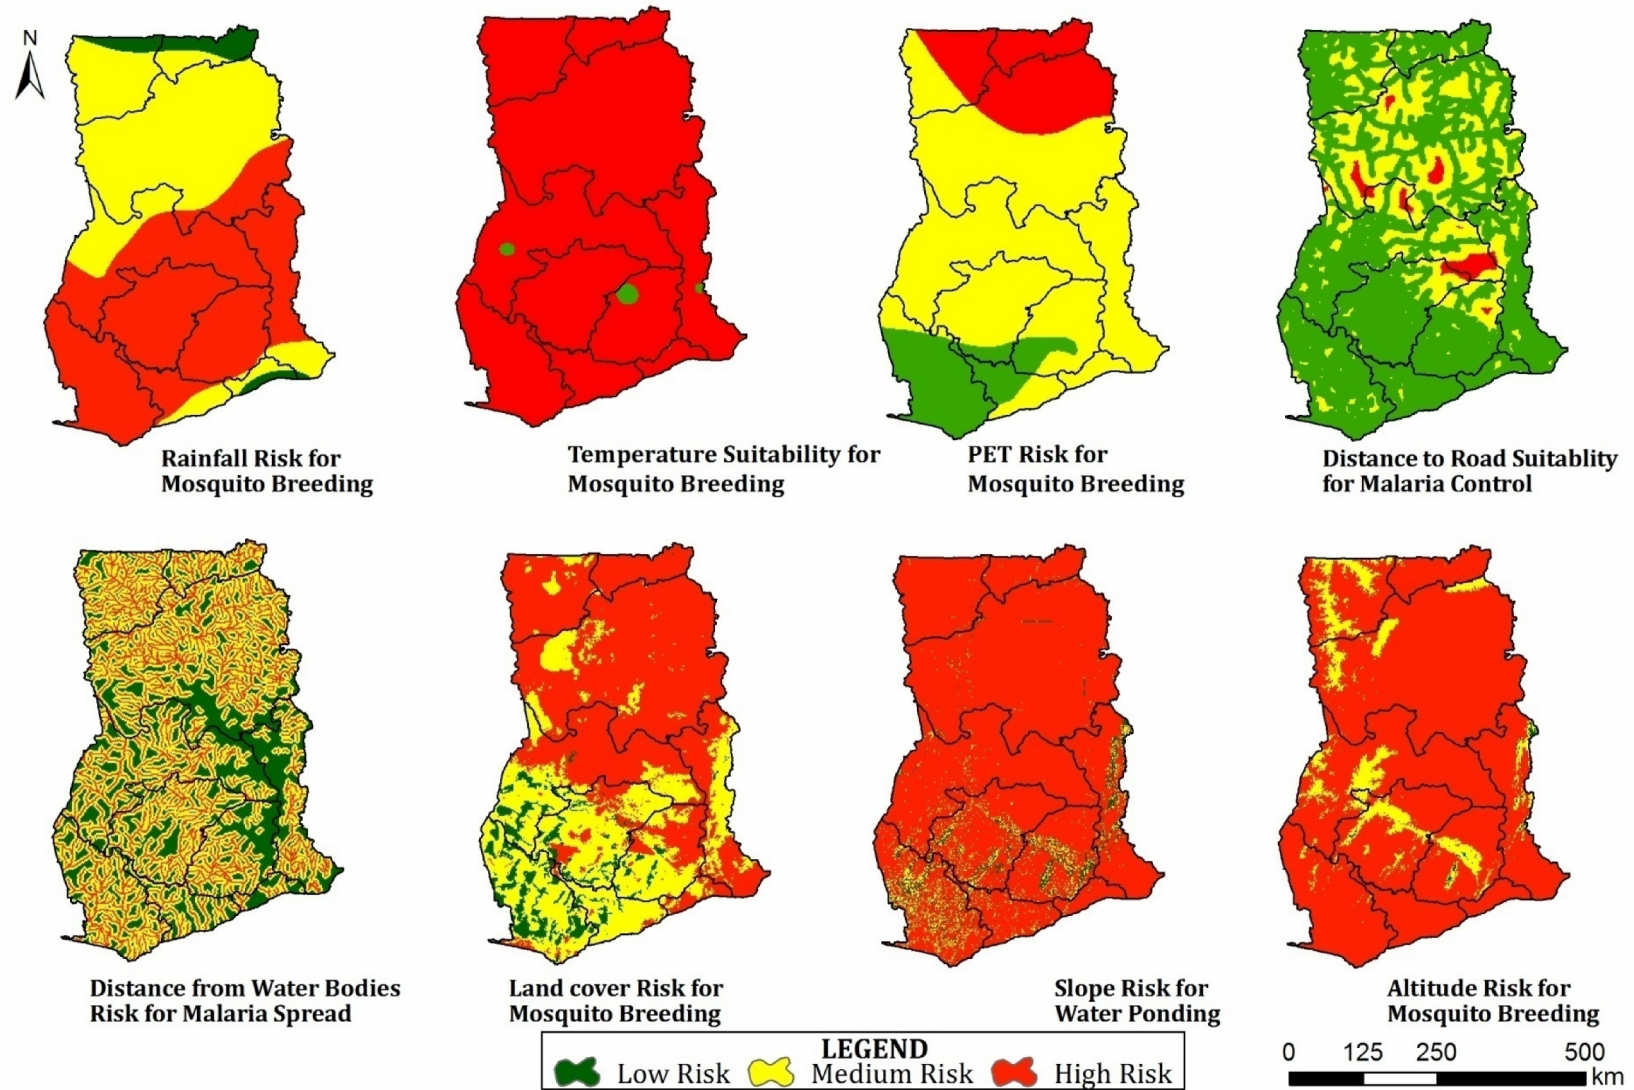 N
Rainfall Risk for
Mosquito Breeding
Temperature Suitability for
Mosquito Breeding
PET Risk for
Mosquito Breeding
Distance to Road Suitablity
for Malaria Control
Distance from Water Bodies
Risk for Malaria Spread
Land cover Risk for
Mosquito Breeding
Slope Risk for
Water Ponding
Altitude Risk for
Mosquito Breeding
LEGEND
Low Risk Medium Risk High Risk
0 125 250 500
km